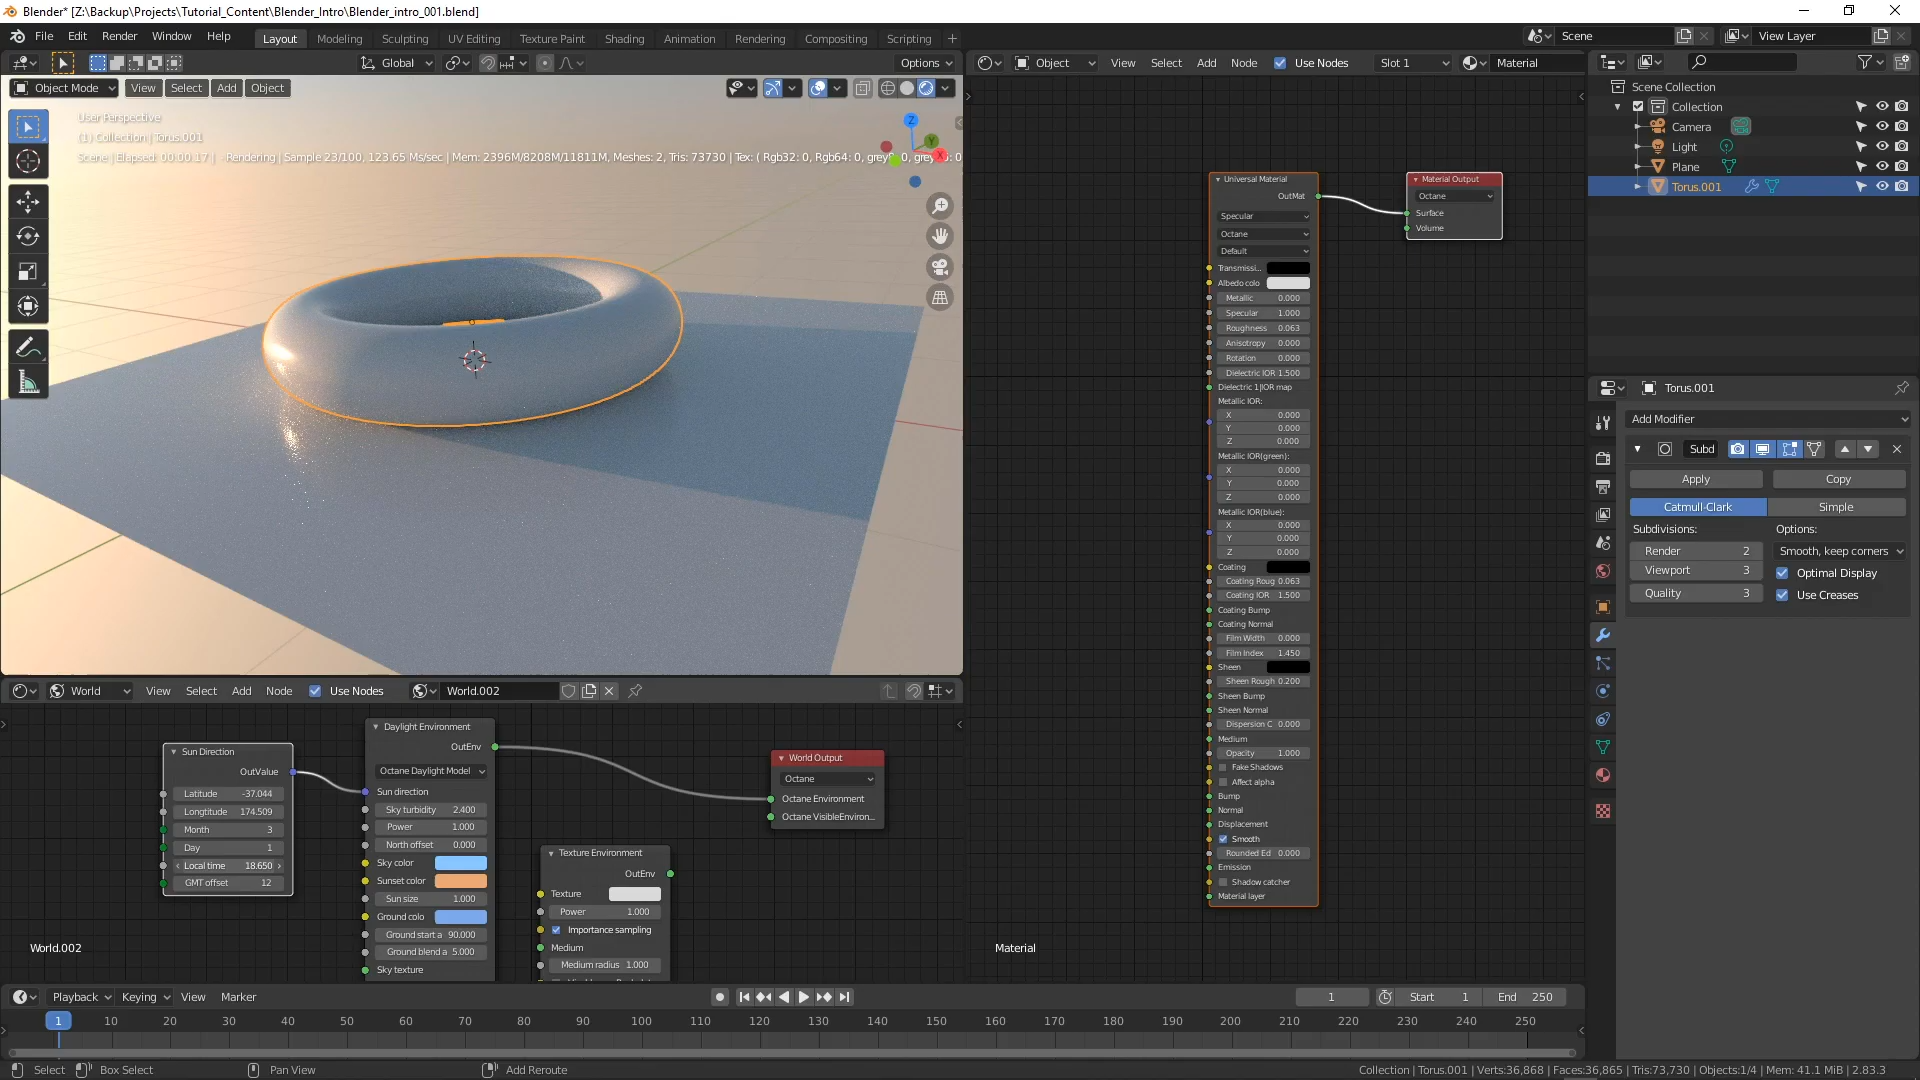 Blender* [Z:\Backup\Projects\Tutorial_Content\Blender_Intro\Blender_intro_001.blend]
File Edit Render Window Help Layout Modeling Sculpting UV Editing Texture Paint Shading Animation Rendering Compositing Scripting + Scene View Layer
Global Options
Object Mode View Select Add Object
User Perspective
(1) Collection | Torus.001
Scene | Elapsed: 00:00:17 | Rendering | Sample 23/100, 123.65 Ms/sec | Mem: 2396M/8208M/11811M, Meshes: 2, Tris: 73730 | Tex: ( Rgb32: 0, Rgb64: 0, grey8: 0, grey16: 0
Z
Y
X
Object View Select Add Node Use Nodes Slot 1 Material
Universal Material
OutMat
Specular
Octane
Default
Transmissi...
Albedo colo
Metallic 0.000
Specular 1.000
Roughness 0.063
Anisotropy 0.000
Rotation 0.000
Dielectric IOR 1.500
Dielectric 1|IOR map
Metallic IOR:
X 0.000
Y 0.000
Z 0.000
Metallic IOR(green):
X 0.000
Y 0.000
Z 0.000
Metallic IOR(blue):
X 0.000
Y 0.000
Z 0.000
Coating
Coating Roug 0.063
Coating IOR 1.500
Coating Bump
Coating Normal
Film Width 0.000
Film Index 1.450
Sheen
Sheen Rough 0.200
Sheen Bump
Sheen Normal
Dispersion C 0.000
Medium
Opacity 1.000
Fake Shadows
Affect alpha
Bump
Normal
Displacement
Smooth
Rounded Ed 0.000
Emission
Shadow catcher
Material layer
Material Output
Octane
Surface
Volume
Material
Scene Collection
Collection
Camera
Light
Plane
Torus.001
Torus.001
Add Modifier
Subd
Apply Copy
Catmull-Clark Simple
Subdivisions: Options:
Render 2 Smooth, keep corners
Viewport 3 Optimal Display
Quality 3 Use Creases
World View Select Add Node Use Nodes World.002
Sun Direction
OutValue
Latitude -37.044
Longtitude 174.509
Month 3
Day 1
Local time 18.650
GMT offset 12
Daylight Environment
OutEnv
Octane Daylight Model
Sun direction
Sky turbidity 2.400
Power 1.000
North offset 0.000
Sky color
Sunset color
Sun size 1.000
Ground colo
Ground start a 90.000
Ground blend a 5.000
Sky texture
Texture Environment
OutEnv
Texture
Power 1.000
Importance sampling
Medium
Medium radius 1.000
World Output
Octane
Octane Environment
Octane VisibleEnviron...
World.002
Playback Keying View Marker 1 Start 1 End 250
1 10 20 30 40 50 60 70 80 90 100 110 120 130 140 150 160 170 180 190 200 210 220 230 240 250
Select Box Select Pan View Add Reroute Collection | Torus.001 | Verts:36,868 | Faces:36,865 | Tris:73,730 | Objects:1/4 | Mem: 41.1 MiB | 2.83.3